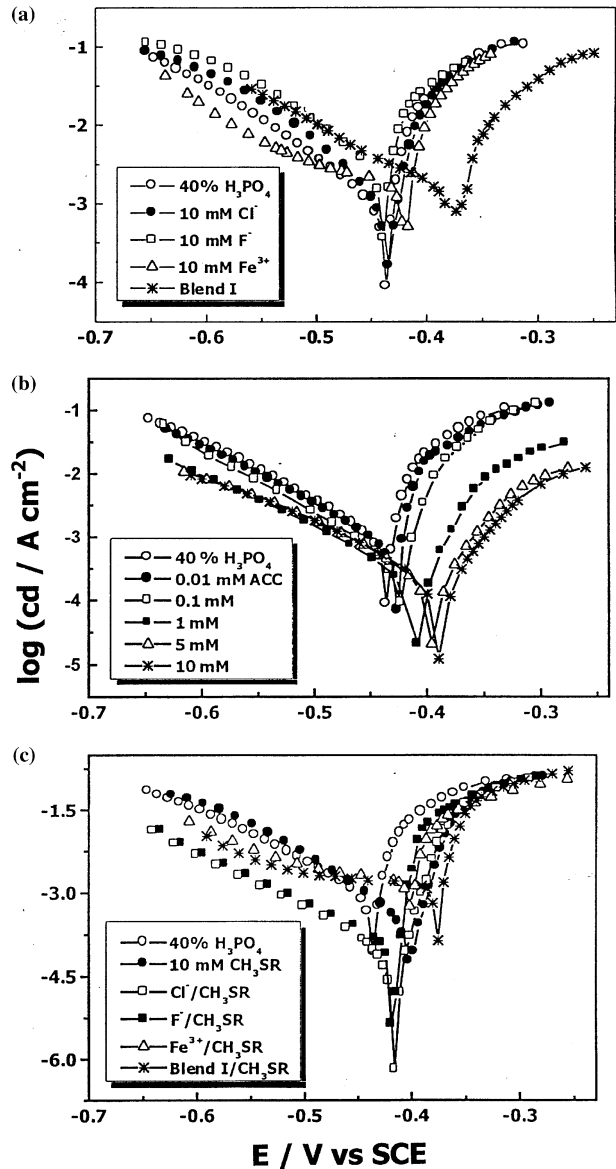 (a)
-1
-2
-3
-4
40% H₃PO₄
10 mM Cl⁻
10 mM F⁻
10 mM Fe³⁺
Blend I
-0.7 -0.6 -0.5 -0.4 -0.3
(b)
-1
-2
-3
-4
-5
40 % H₃PO₄
0.01 mM ACC
0.1 mM
1 mM
5 mM
10 mM
-0.7 -0.6 -0.5 -0.4 -0.3
log (cd / A cm⁻²)
(c)
-1.5
-3.0
-4.5
-6.0
40% H₃PO₄
10 mM CH₃SR
Cl⁻/CH₃SR
F⁻/CH₃SR
Fe³⁺/CH₃SR
Blend I/CH₃SR
-0.7 -0.6 -0.5 -0.4 -0.3
E / V vs SCE